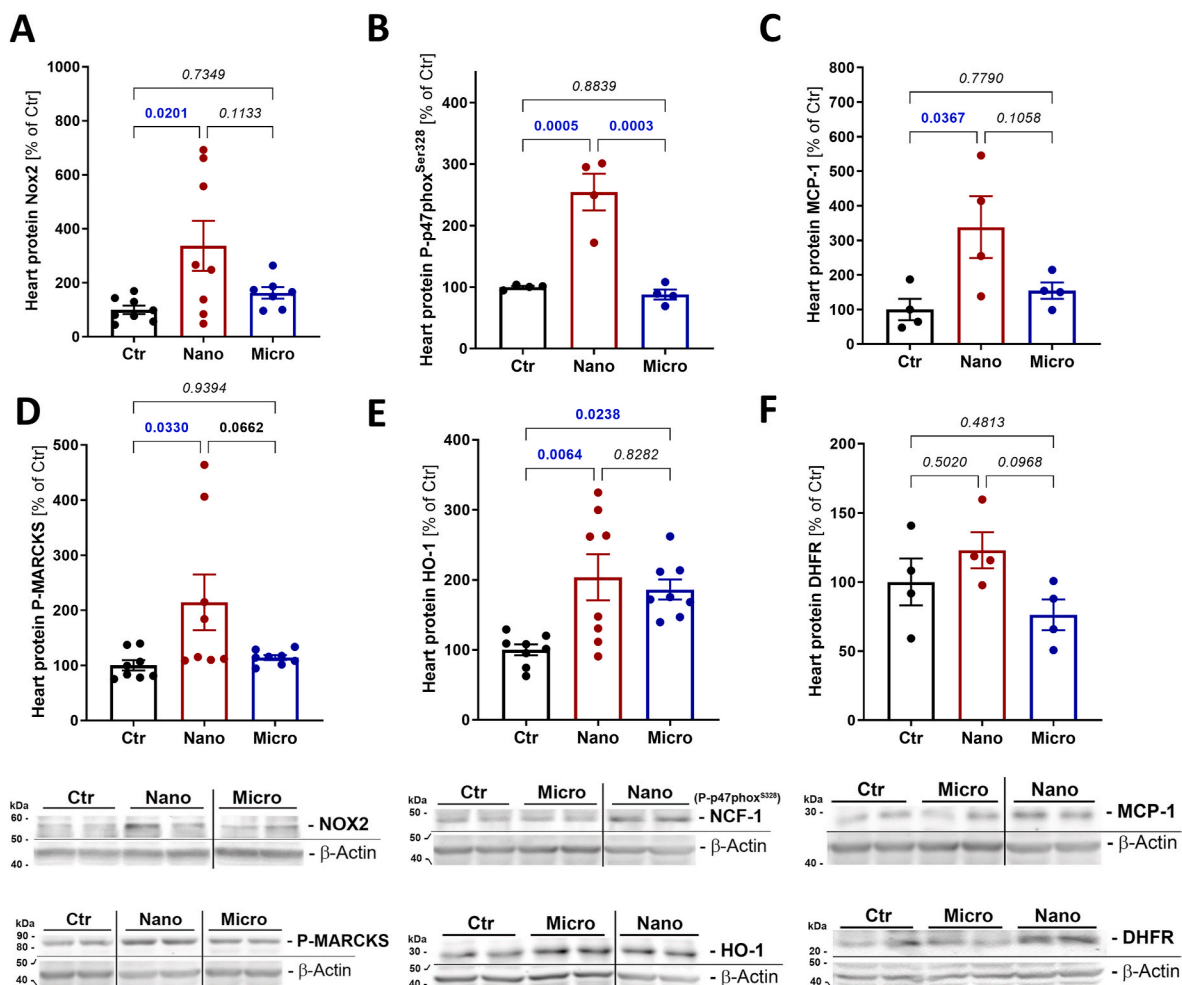 A
Heart protein Nox2 [% of Ctr]
1000
800
600
400
200
0
0.7349
0.0201
0.1133
Ctr
Nano
Micro
B
Heart protein P-p47phox^Ser328 [% of Ctr]
400
300
200
100
0
0.8839
0.0005
0.0003
Ctr
Nano
Micro
C
Heart protein MCP-1 [% of Ctr]
800
700
600
500
400
300
200
100
0
0.7790
0.0367
0.1058
Ctr
Nano
Micro
D
Heart protein P-MARCKS [% of Ctr]
500
400
300
200
100
0
0.9394
0.0330
0.0662
Ctr
Nano
Micro
E
Heart protein HO-1 [% of Ctr]
400
300
200
100
0
0.0238
0.0064
0.8282
Ctr
Nano
Micro
F
Heart protein DHFR [% of Ctr]
200
150
100
50
0
0.4813
0.5020
0.0968
Ctr
Nano
Micro
kDa Ctr Nano Micro
60 -
50 -
- NOX2
40 -
- β-Actin
kDa Ctr Micro Nano (P-p47phox^S328)
50 -
- NCF-1
40
- β-Actin
kDa Ctr Micro Nano
30 -
- MCP-1
40 -
- β-Actin
kDa Ctr Nano Micro
90 -
80 -
- P-MARCKS
50
40
- β-Actin
kDa Ctr Micro Nano
30 -
- HO-1
50
40
- β-Actin
kDa Ctr Micro Nano
20 -
- DHFR
50 -
40
- β-Actin